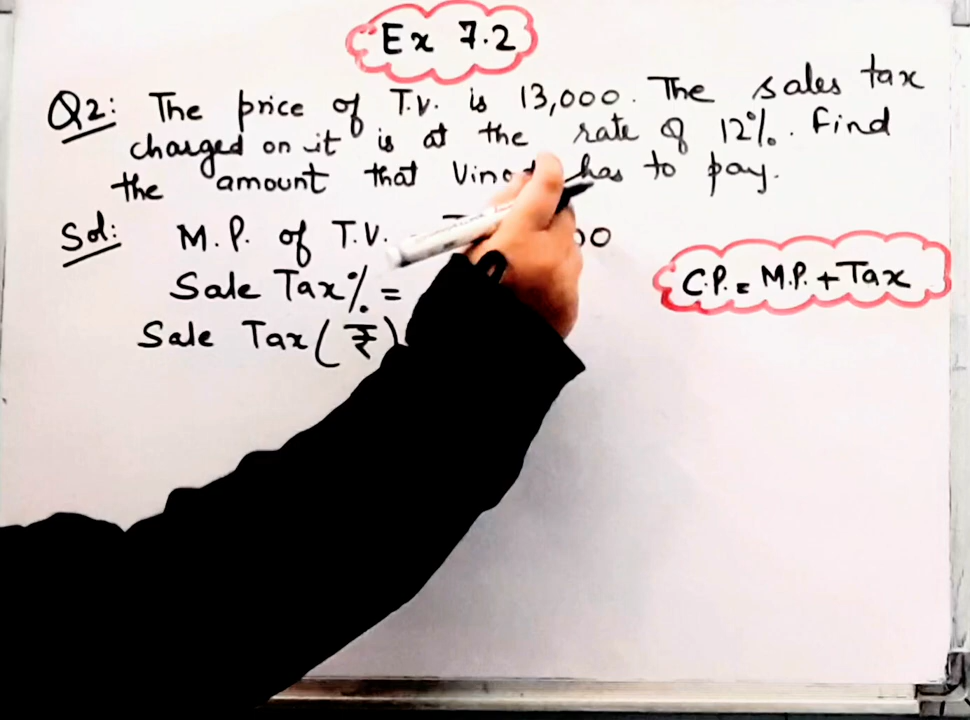 Ex 7.2
Q2: The price of T.V. is 13,000. The sales tax
charged on it is at the rate of 12%. Find
the amount that has to pay.
Sol: M.P. of T.V.
Sale Tax% =
Sale Tax (₹)
C.P. = M.P. + Tax